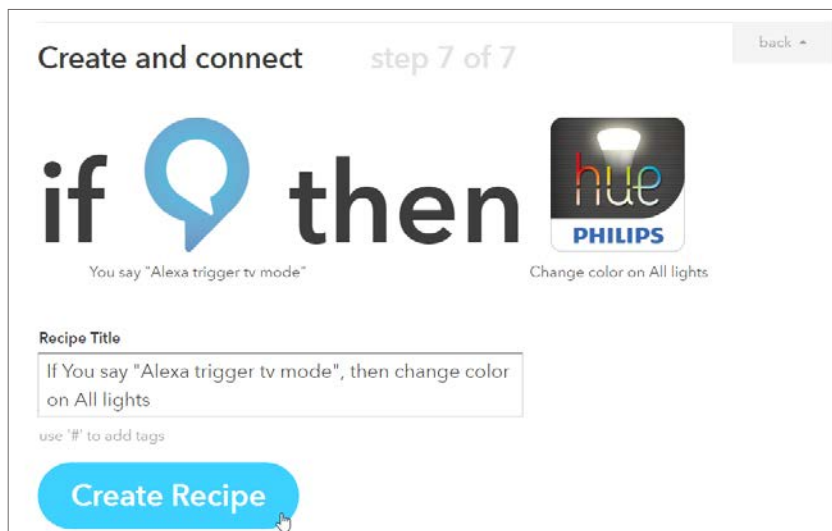 Create and connect step 7 of 7
back
if then
hue
PHILIPS
You say "Alexa trigger tv mode" Change color on All lights
Recipe Title
If You say "Alexa trigger tv mode", then change color
on All lights
use '#' to add tags
Create Recipe